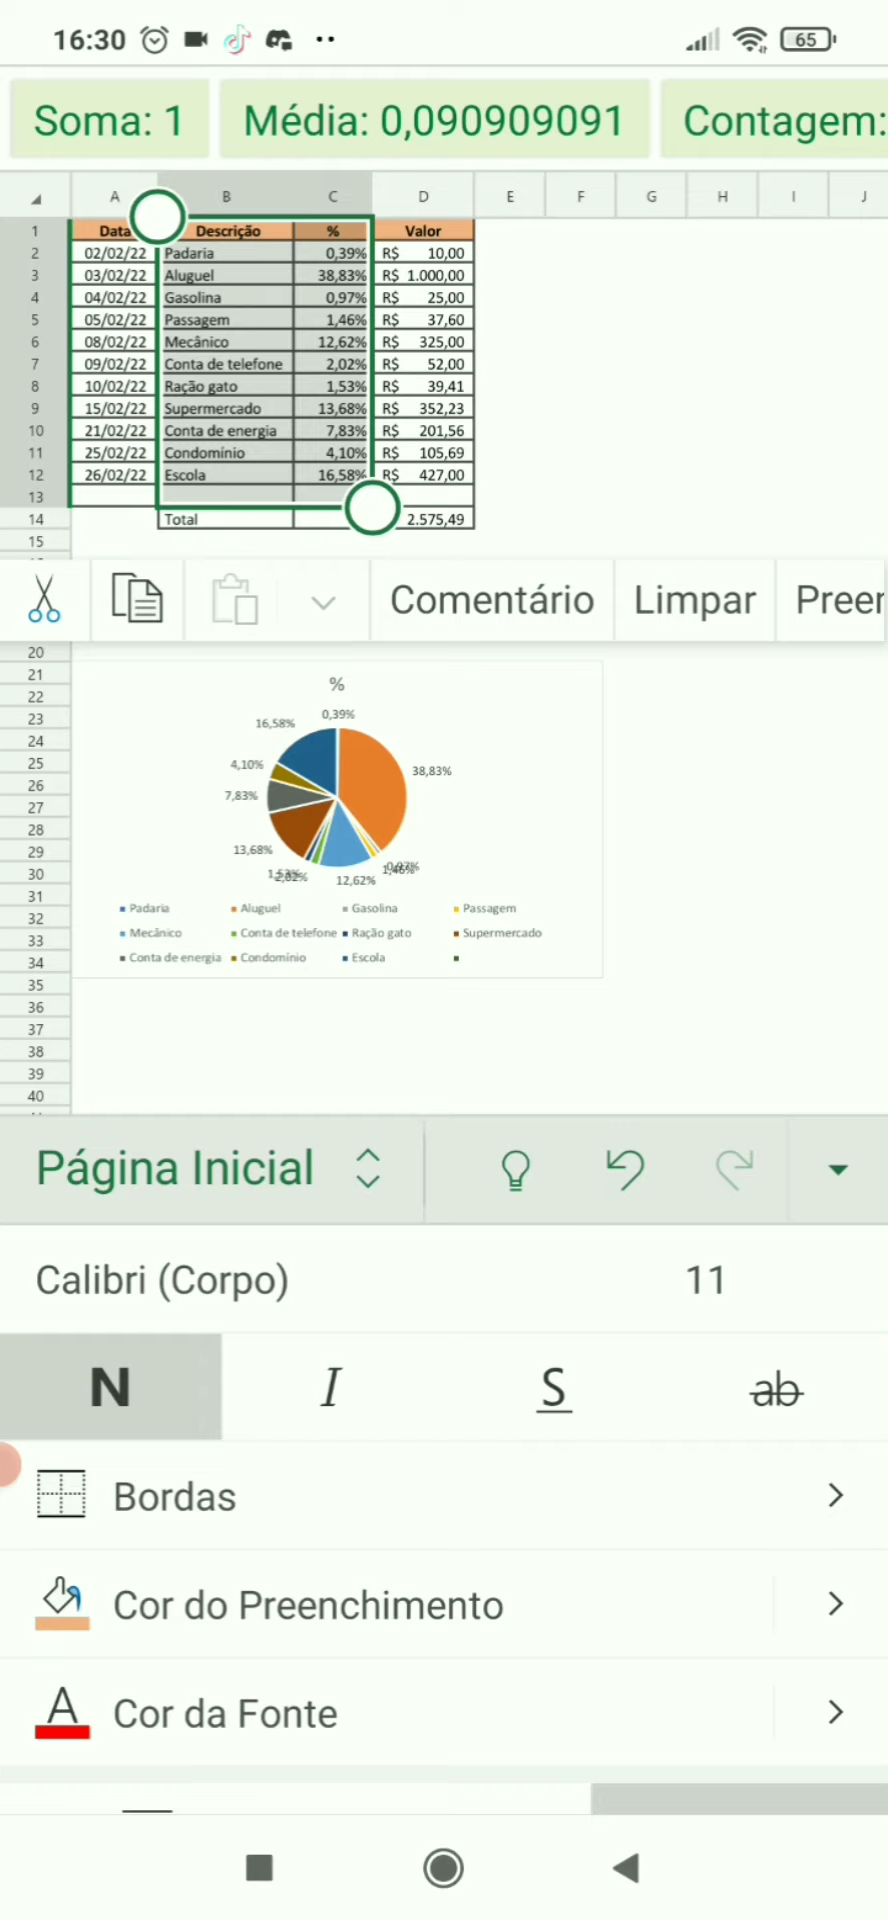 16:30 65
Soma: 1 Média: 0,090909091 Contagem:
A B C D E F G H I J
1 Data Descrição % Valor
2 02/02/22 Padaria 0,39% R$ 10,00
3 03/02/22 Aluguel 38,83% R$ 1.000,00
4 04/02/22 Gasolina 0,97% R$ 25,00
5 05/02/22 Passagem 1,46% R$ 37,60
6 08/02/22 Mecânico 12,62% R$ 325,00
7 09/02/22 Conta de telefone 2,02% R$ 52,00
8 10/02/22 Ração gato 1,53% R$ 39,41
9 15/02/22 Supermercado 13,68% R$ 352,23
10 21/02/22 Conta de energia 7,83% R$ 201,56
11 25/02/22 Condomínio 4,10% R$ 105,69
12 26/02/22 Escola 16,58% R$ 427,00
13
14 Total 2.575,49
15
Comentário Limpar
20
21
22 %
23 16,58% 0,39%
24
25 4,10% 38,83%
26 7,83%
27
28
29 13,68%
30 1,53% 2,02% 12,62% 1,46% 0,97%
31
32 Padaria Aluguel Gasolina Passagem
33 Mecânico Conta de telefone Ração gato Supermercado
34 Conta de energia Condomínio Escola
35
36
37
38
39
40
Página Inicial
Calibri (Corpo) 11
N I S ab
Bordas
Cor do Preenchimento
A Cor da Fonte